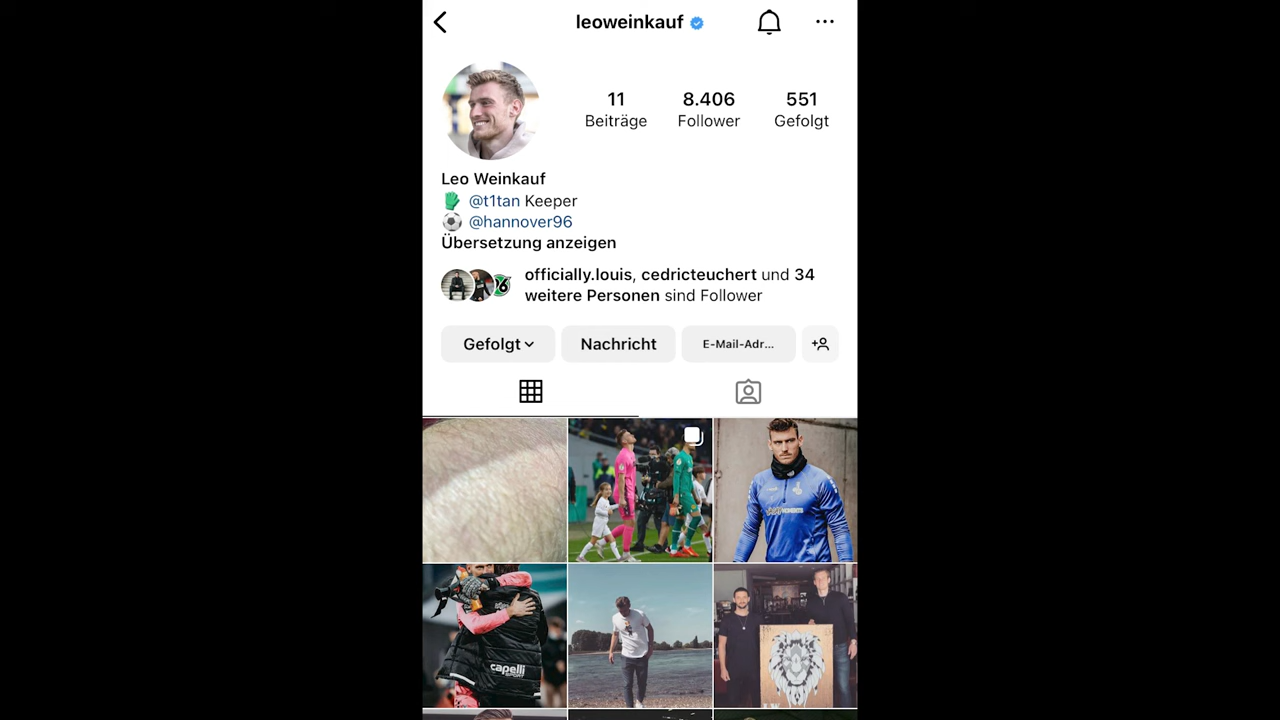 leoweinkauf
11
8.406
551
Beiträge
Follower
Gefolgt
Leo Weinkauf
@t1tan Keeper
@hannover96
Übersetzung anzeigen
officially.louis, cedricteuchert und 34
weitere Personen sind Follower
Gefolgt
Nachricht
E-Mail-Adr...
capelli
SPORT